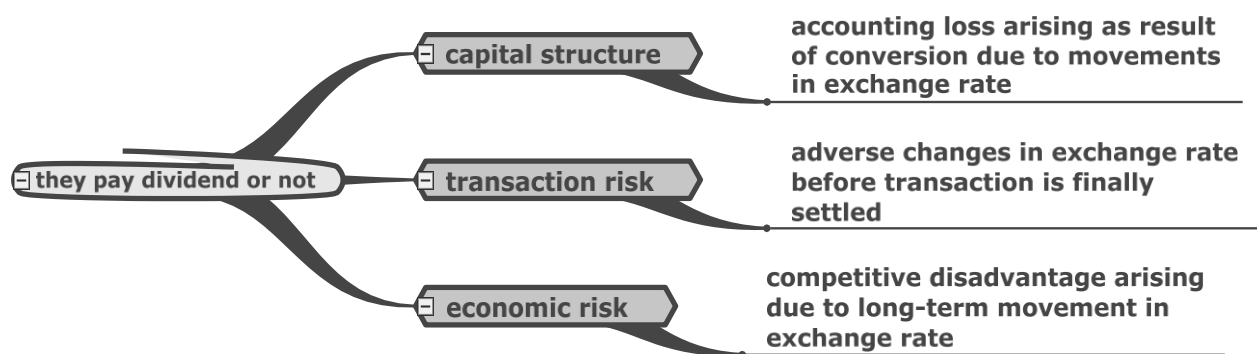 they pay dividend or not
capital structure
accounting loss arising as result
of conversion due to movements
in exchange rate
transaction risk
adverse changes in exchange rate
before transaction is finally
settled
economic risk
competitive disadvantage arising
due to long-term movement in
exchange rate